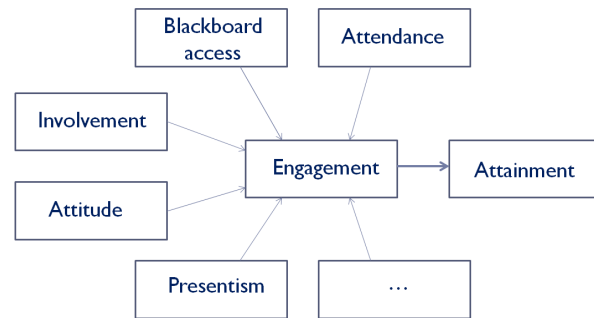 Blackboard
access
Attendance
Involvement
Engagement
Attainment
Attitude
Presentism
...